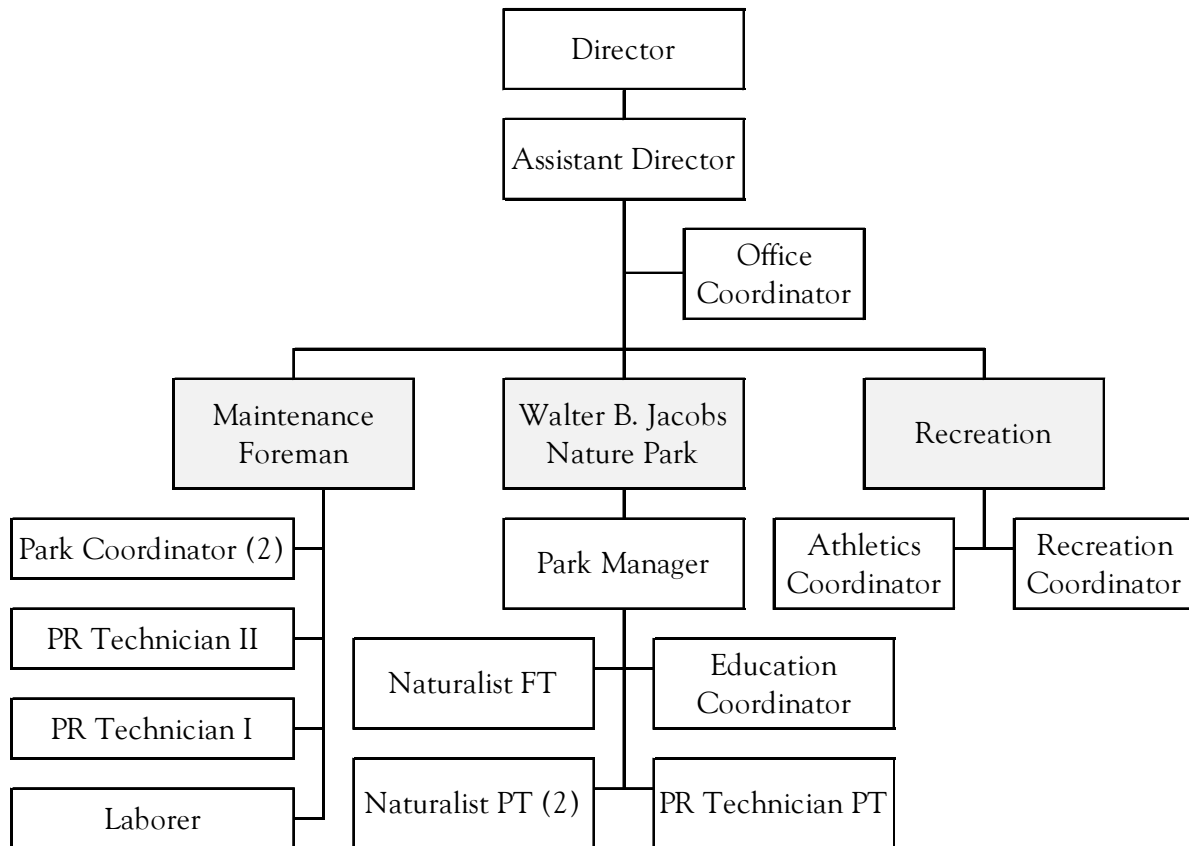 Director
Assistant Director
Office
Coordinator
Maintenance
Foreman
Walter B. Jacobs
Nature Park
Recreation
Park Coordinator (2)
PR Technician II
PR Technician I
Laborer
Park Manager
Naturalist FT
Education
Coordinator
Naturalist PT (2)
PR Technician PT
Athletics
Coordinator
Recreation
Coordinator